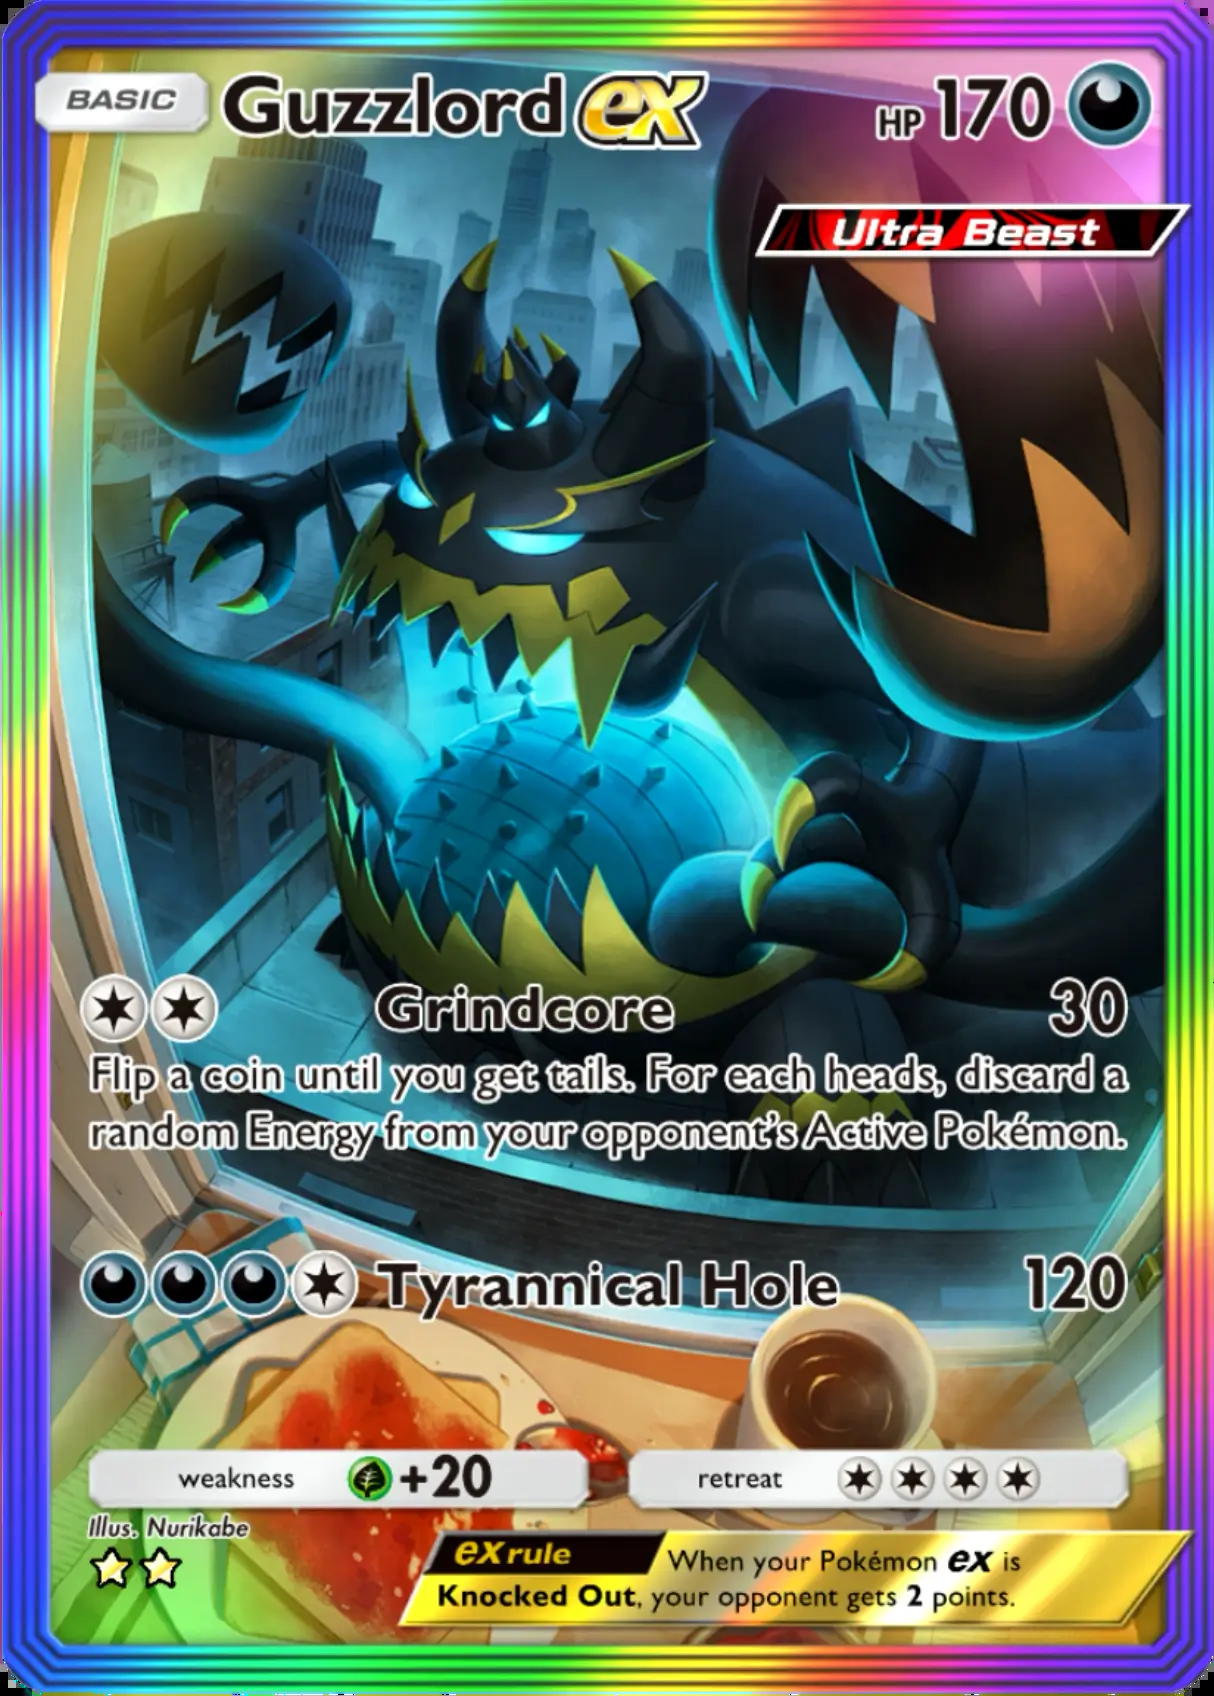 BASIC Guzzlord ex HP 170
Ultra Beast
Grindcore 30
Flip a coin until you get tails. For each heads, discard a
random Energy from your opponent's Active Pokémon.
Tyrannical Hole 120
weakness +20 retreat
Illus. Nurikabe
ex rule When your Pokémon ex is
Knocked Out, your opponent gets 2 points.